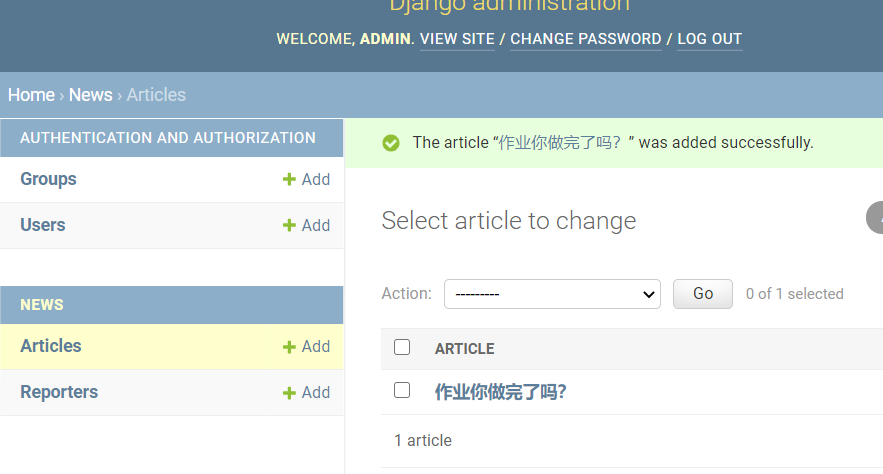 Django administration
WELCOME, ADMIN. VIEW SITE / CHANGE PASSWORD / LOG OUT
Home › News › Articles
AUTHENTICATION AND AUTHORIZATION
Groups
Add
Users
Add
NEWS
Articles
Add
Reporters
Add
The article “作业你做完了吗？” was added successfully.
Select article to change
Action:
---------
Go
0 of 1 selected
ARTICLE
作业你做完了吗？
1 article